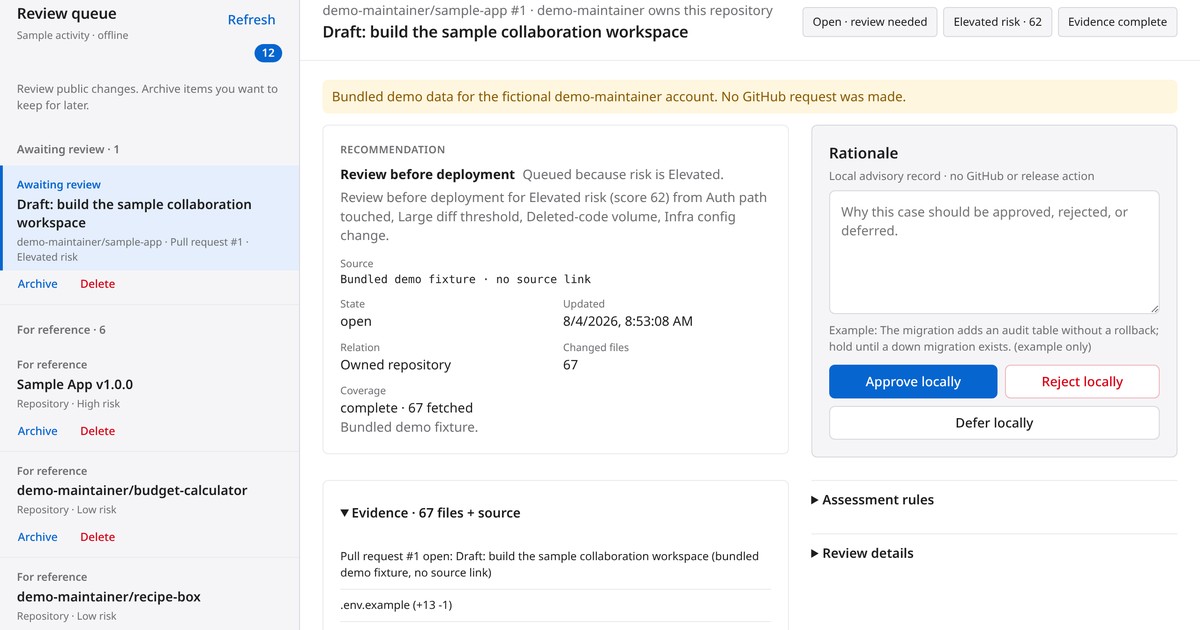 Review queue
Refresh
Sample activity · offline
12
Review public changes. Archive items you want to
keep for later.
Awaiting review · 1
Awaiting review
Draft: build the sample collaboration
workspace
demo-maintainer/sample-app · Pull request #1 ·
Elevated risk
Archive Delete
For reference · 6
For reference
Sample App v1.0.0
Repository · High risk
Archive Delete
For reference
demo-maintainer/budget-calculator
Repository · Low risk
Archive Delete
For reference
demo-maintainer/recipe-box
Repository · Low risk
demo-maintainer/sample-app #1 · demo-maintainer owns this repository
Draft: build the sample collaboration workspace
Open · review needed
Elevated risk · 62
Evidence complete
Bundled demo data for the fictional demo-maintainer account. No GitHub request was made.
RECOMMENDATION
Review before deployment Queued because risk is Elevated.
Review before deployment for Elevated risk (score 62) from Auth path
touched, Large diff threshold, Deleted-code volume, Infra config
change.
Source
Bundled demo fixture · no source link
State
open
Updated
8/4/2026, 8:53:08 AM
Relation
Owned repository
Changed files
67
Coverage
complete · 67 fetched
Bundled demo fixture.
▼ Evidence · 67 files + source
Pull request #1 open: Draft: build the sample collaboration workspace (bundled
demo fixture, no source link)
.env.example (+13 -1)
Rationale
Local advisory record · no GitHub or release action
Why this case should be approved, rejected, or
deferred.
Example: The migration adds an audit table without a rollback;
hold until a down migration exists. (example only)
Approve locally
Reject locally
Defer locally
▶ Assessment rules
▶ Review details